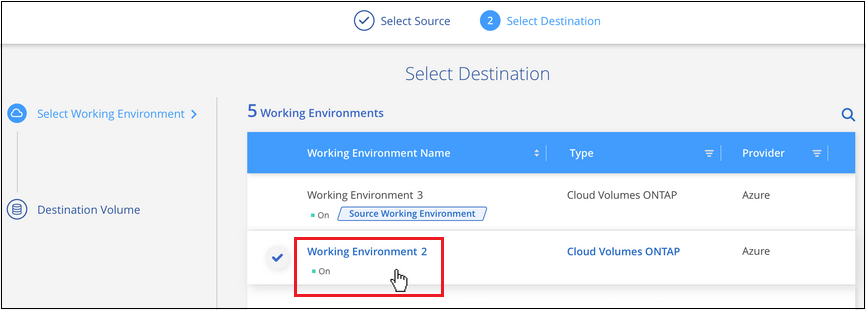 Select Source 2 Select Destination
Select Destination
Select Working Environment
5 Working Environments
Working Environment Name Type Provider
Working Environment 3 Cloud Volumes ONTAP Azure
On Source Working Environment
Destination Volume
Working Environment 2 Cloud Volumes ONTAP Azure
On